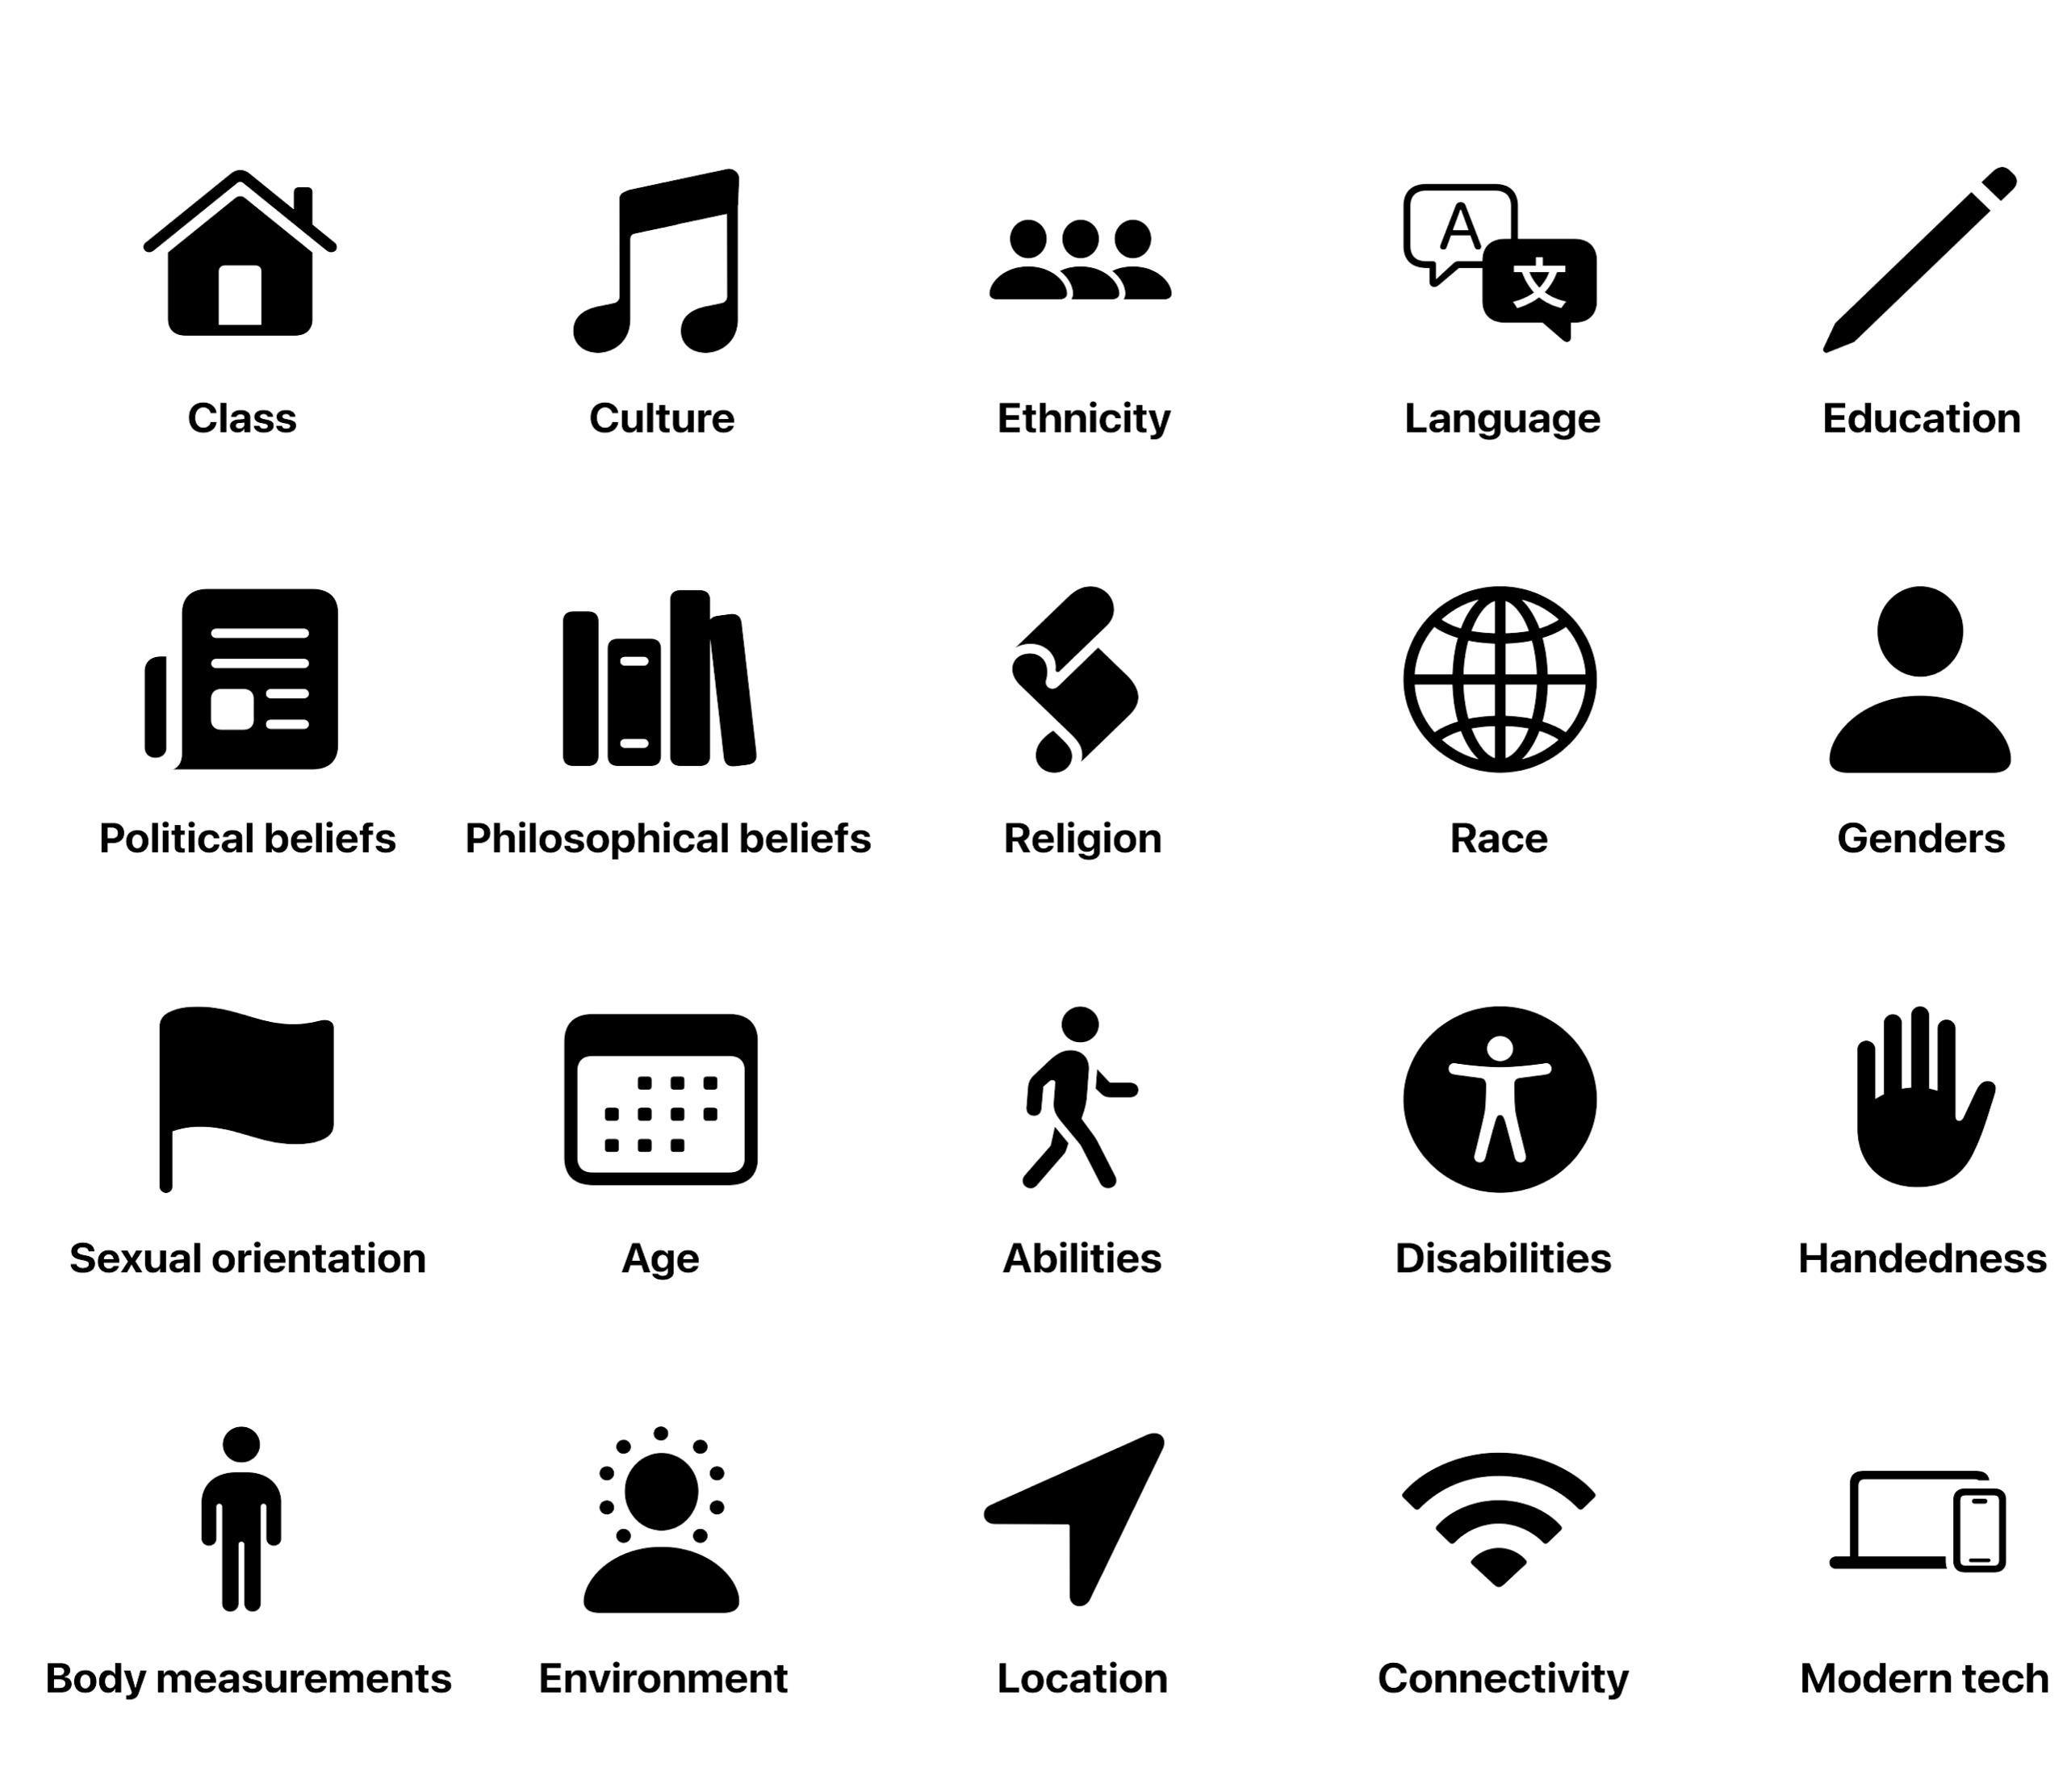 A
文
Class
Culture
Ethnicity
Language
Education
Political beliefs
Philosophical beliefs
Religion
Race
Genders
Sexual orientation
Age
Abilities
Disabilities
Handedness
Body measurements
Environment
Location
Connectivity
Modern tech